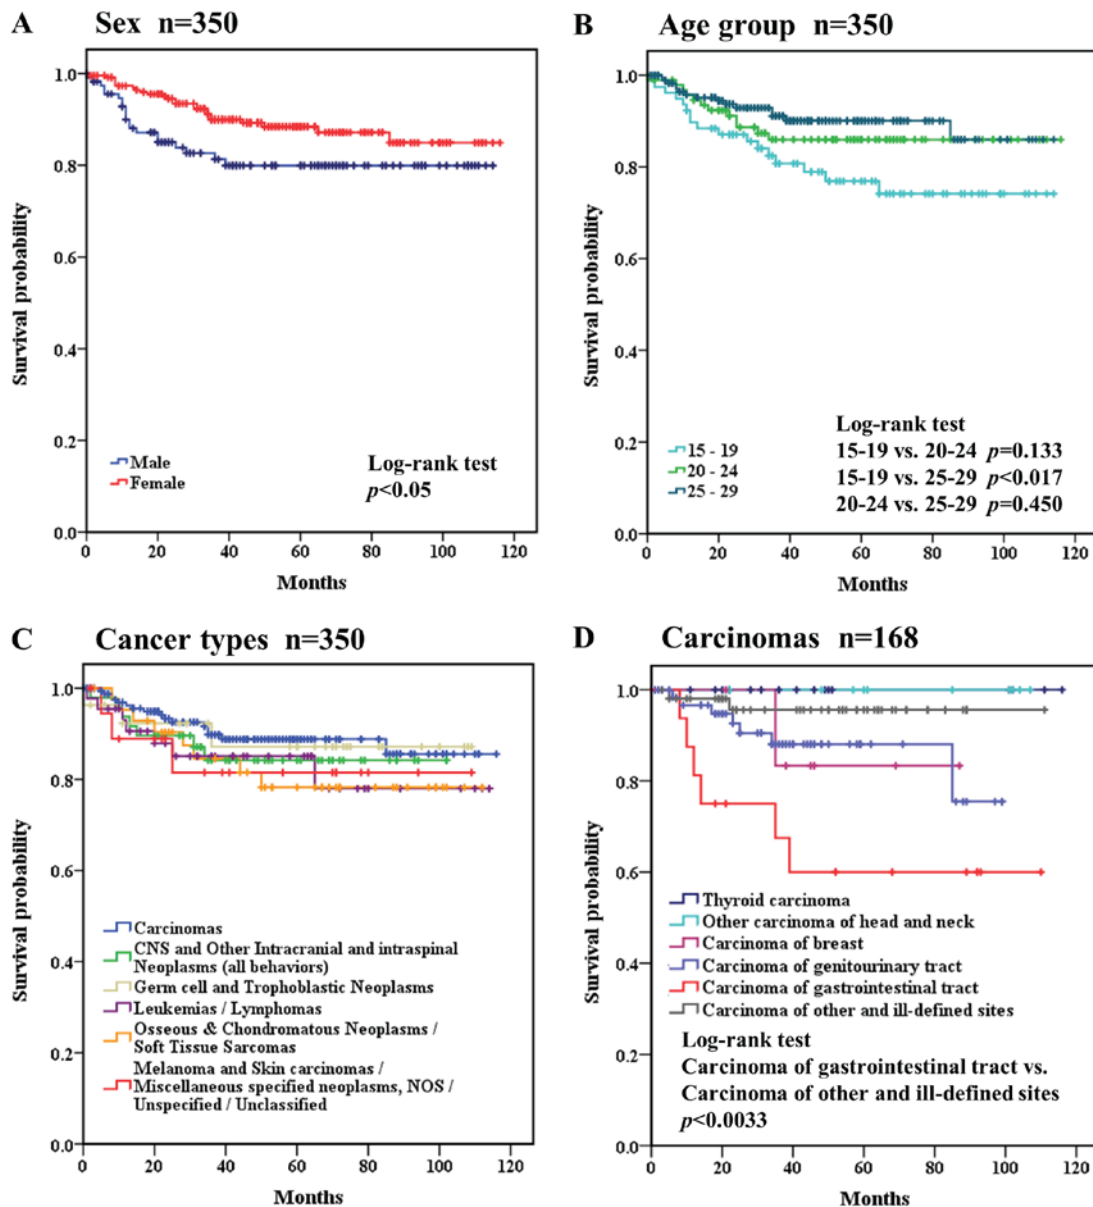 A Sex n=350
1.0
0.8
0.6
0.4
0.2
0.0
Survival probability
Male
Female
Log-rank test
p<0.05
0 20 40 60 80 100 120
Months
B Age group n=350
1.0
0.8
0.6
0.4
0.2
0.0
Survival probability
15 - 19
20 - 24
25 - 29
Log-rank test
15-19 vs. 20-24 p=0.133
15-19 vs. 25-29 p<0.017
20-24 vs. 25-29 p=0.450
0 20 40 60 80 100 120
Months
C Cancer types n=350
1.0
0.8
0.6
0.4
0.2
0.0
Survival probability
Carcinomas
CNS and Other Intracranial and intraspinal
Neoplasms (all behaviors)
Germ cell and Trophoblastic Neoplasms
Leukemias / Lymphomas
Osseous & Chondromatous Neoplasms /
Soft Tissue Sarcomas
Melanoma and Skin carcinomas /
Miscellaneous specified neoplasms, NOS /
Unspecified / Unclassified
0 20 40 60 80 100 120
Months
D Carcinomas n=168
1.0
0.8
0.6
0.4
0.2
0.0
Survival probability
Thyroid carcinoma
Other carcinoma of head and neck
Carcinoma of breast
Carcinoma of genitourinary tract
Carcinoma of gastrointestinal tract
Carcinoma of other and ill-defined sites
Log-rank test
Carcinoma of gastrointestinal tract vs.
Carcinoma of other and ill-defined sites
p<0.0033
0 20 40 60 80 100 120
Months